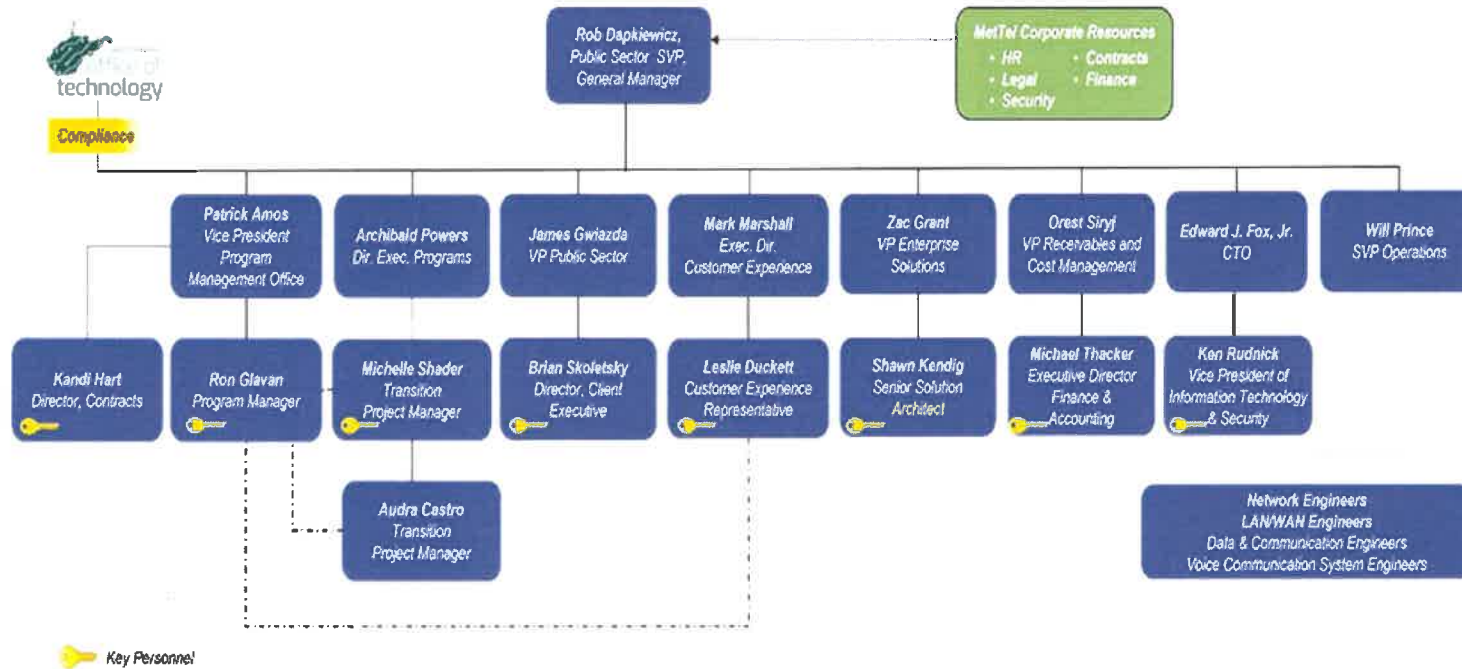 Rob Dapkiewicz,
Public Sector SVP,
General Manager
MetTel Corporate Resources
• HR
• Contracts
• Legal
• Finance
• Security
office of
technology
Compliance
Patrick Amos
Vice President
Program
Management Office
Archibald Powers
Dir. Exec. Programs
James Gwiazda
VP Public Sector
Mark Marshall
Exec. Dir.
Customer Experience
Zac Grant
VP Enterprise
Solutions
Orest Siryj
VP Receivables and
Cost Management
Edward J. Fox, Jr.
CTO
Will Prince
SVP Operations
Kandi Hart
Director, Contracts
Ron Glavan
Program Manager
Michelle Shader
Transition
Project Manager
Brian Skoletsky
Director, Client
Executive
Leslie Duckett
Customer Experience
Representative
Shawn Kendig
Senior Solution
Architect
Michael Thacker
Executive Director
Finance &
Accounting
Ken Rudnick
Vice President of
Information Technology
& Security
Audra Castro
Transition
Project Manager
Network Engineers
LAN/WAN Engineers
Data & Communication Engineers
Voice Communication System Engineers
Key Personnel